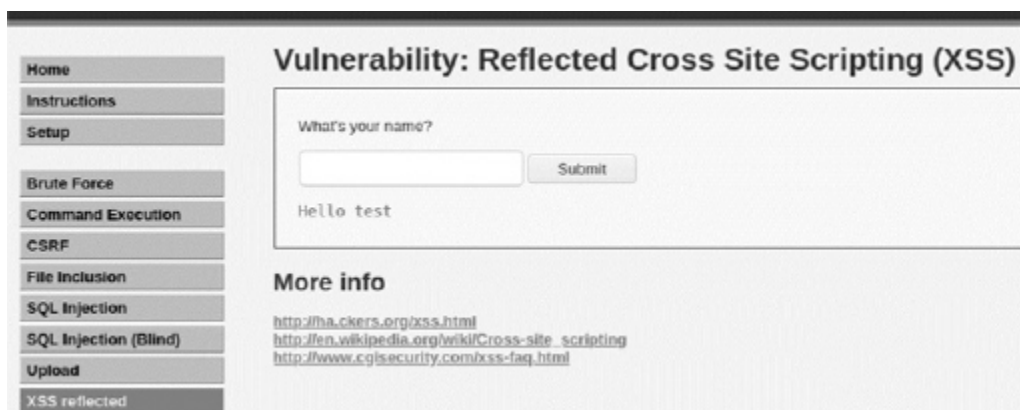 Home
Instructions
Setup
Brute Force
Command Execution
CSRF
File Inclusion
SQL Injection
SQL Injection (Blind)
Upload
XSS reflected
Vulnerability: Reflected Cross Site Scripting (XSS)
What's your name?
Submit
Hello test
More info
http://ha.ckers.org/xss.html
http://en.wikipedia.org/wiki/Cross-site_scripting
http://www.cgisecurity.com/xss-faq.html